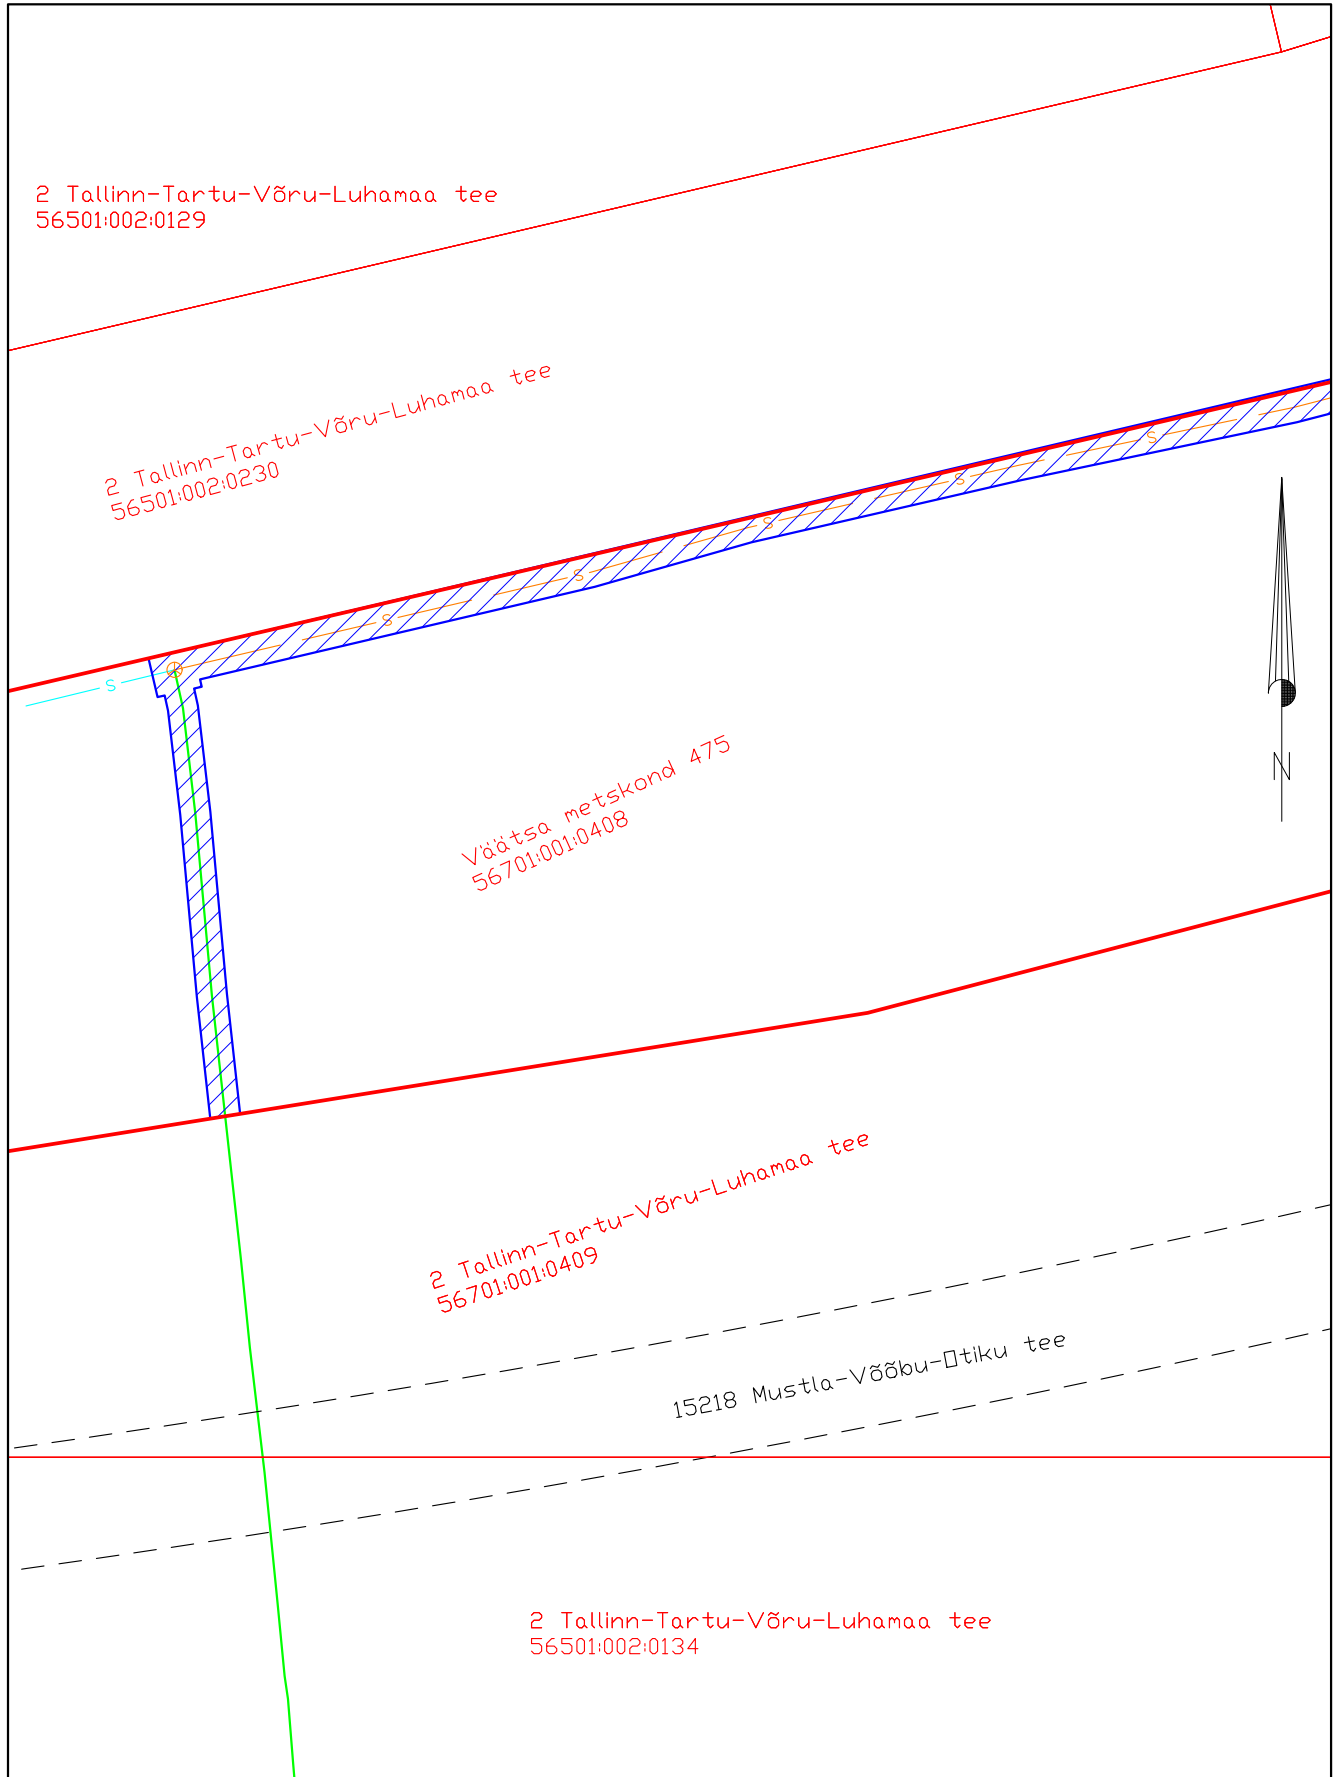 2 Tallinn-Tartu-Võru-Luhamaa tee
56501:002:0129
2 Tallinn-Tartu-Võru-Luhamaa tee
56501:002:0230
S
S
S
S
S
S
Väätsa metskond 475
56701:001:0408
N
2 Tallinn-Tartu-Võru-Luhamaa tee
56701:001:0409
15218 Mustla-Võõbu-□tiku tee
2 Tallinn-Tartu-Võru-Luhamaa tee
56501:002:0134